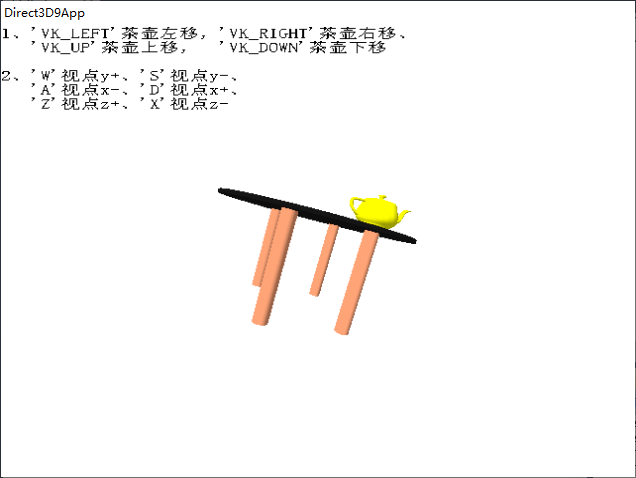 Direct3D9App
1、'VK_LEFT'茶壶左移，'VK_RIGHT'茶壶右移、
'VK_UP'茶壶上移，  'VK_DOWN'茶壶下移
2、'W'视点y+、'S'视点y-、
'A'视点x-、'D'视点x+、
'Z'视点z+、'X'视点z-